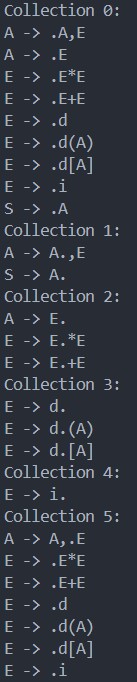 Collection 0:
A -> .A,E
A -> .E
E -> .E*E
E -> .E+E
E -> .d
E -> .d(A)
E -> .d[A]
E -> .i
S -> .A
Collection 1:
A -> A.,E
S -> A.
Collection 2:
A -> E.
E -> E.*E
E -> E.+E
Collection 3:
E -> d.
E -> d.(A)
E -> d.[A]
Collection 4:
E -> i.
Collection 5:
A -> A,.E
E -> .E*E
E -> .E+E
E -> .d
E -> .d(A)
E -> .d[A]
E -> .i